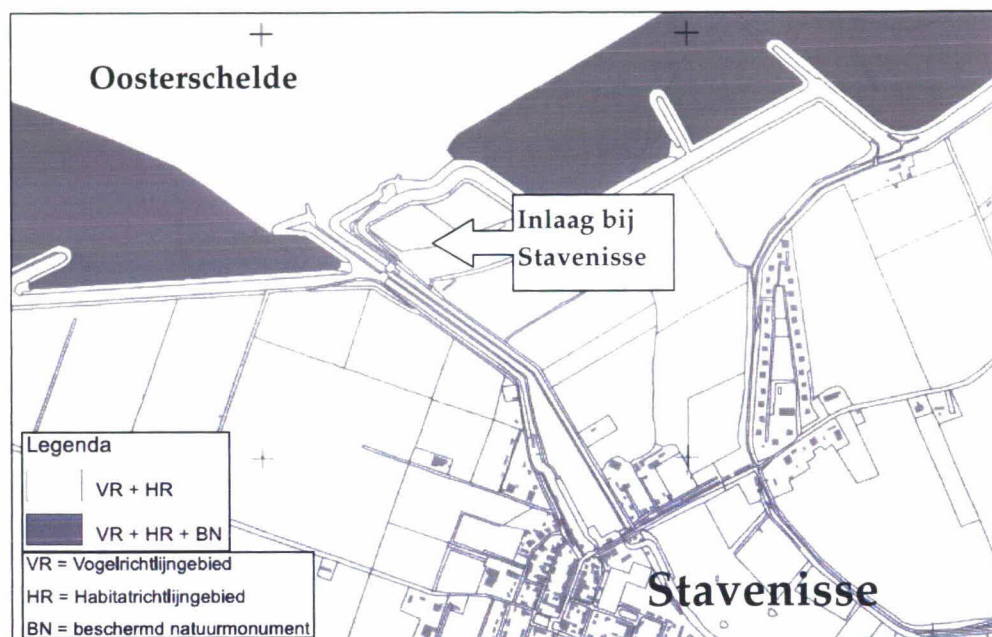 Oosterschelde
Inlaag bij
Stavenisse
Legenda
VR + HR
VR + HR + BN
VR = Vogelrichtlijngebied
HR = Habitatrichtlijngebied
BN = beschermd natuurmonument
Stavenisse